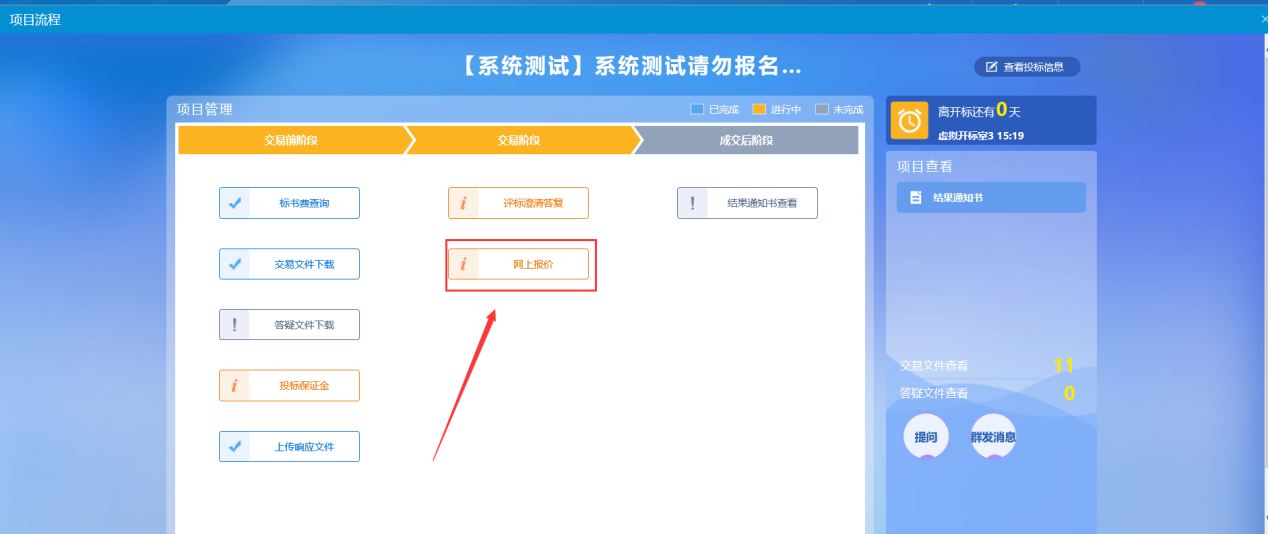 项目流程
【系统测试】系统测试请勿报名...
查看投标信息
项目管理
已完成
进行中
未完成
交易前阶段
交易阶段
成交后阶段
标书费查询
交易文件下载
答疑文件下载
投标保证金
上传响应文件
评标澄清答复
网上报价
结果通知书查看
离开标还有0天
虚拟开标室3 15:19
项目查看
结果通知书
交易文件查看 11
答疑文件查看 0
提问
群发消息